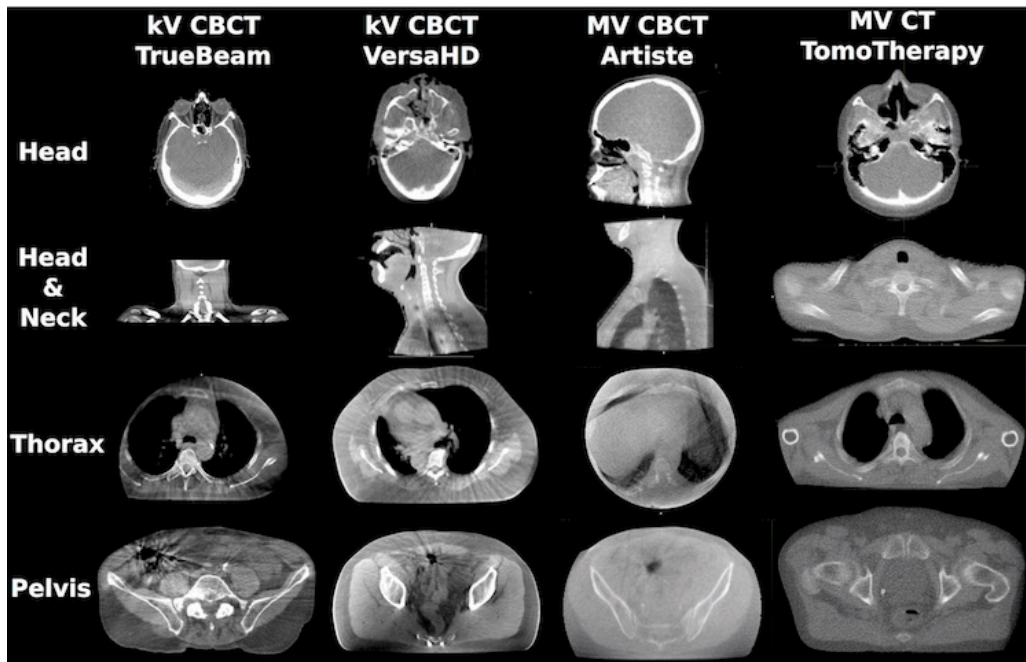 kV CBCT
TrueBeam
kV CBCT
VersaHD
MV CBCT
Artiste
MV CT
TomoTherapy
Head
Head
&
Neck
Thorax
Pelvis